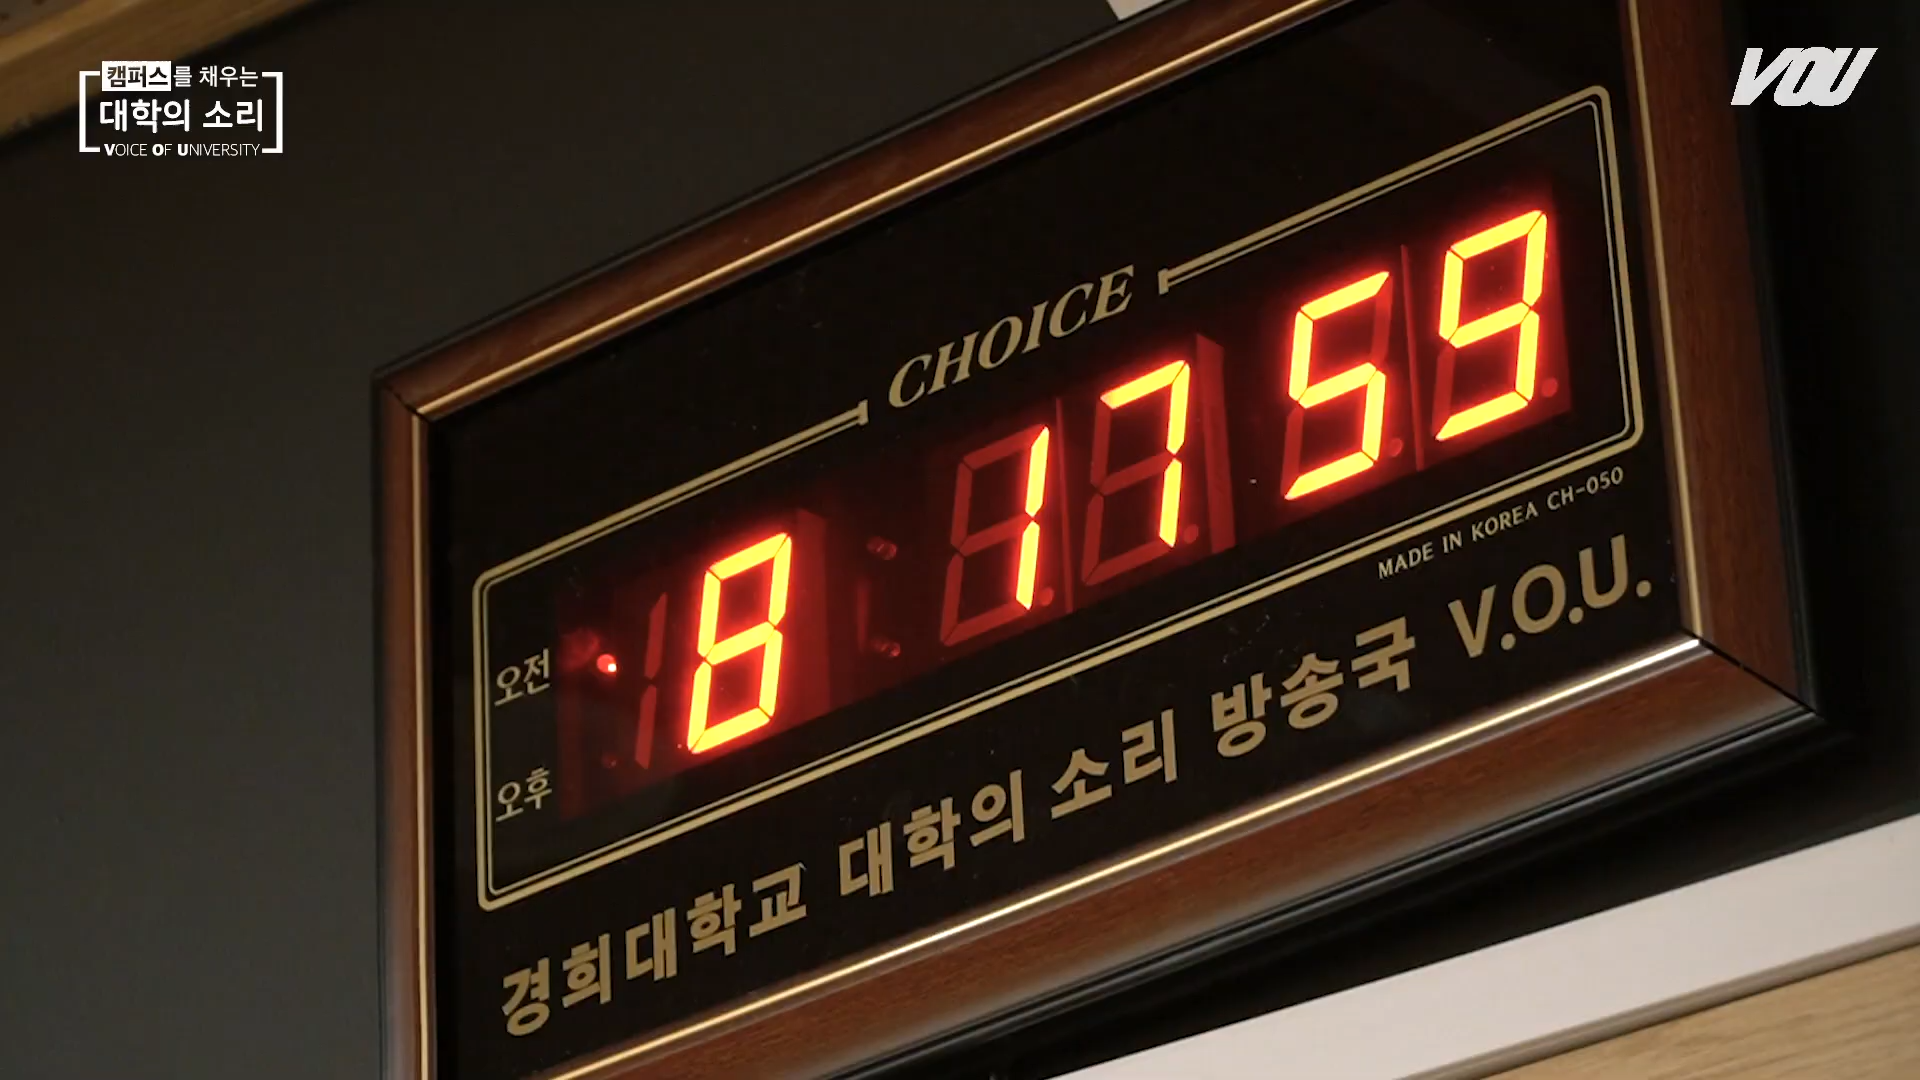 캠퍼스를 채우는
대학의 소리
VOICE OF UNIVERSITY
VOU
CHOICE
오전
오후
8 17 59
MADE IN KOREA CH-050
경희대학교 대학의 소리 방송국 V.O.U.